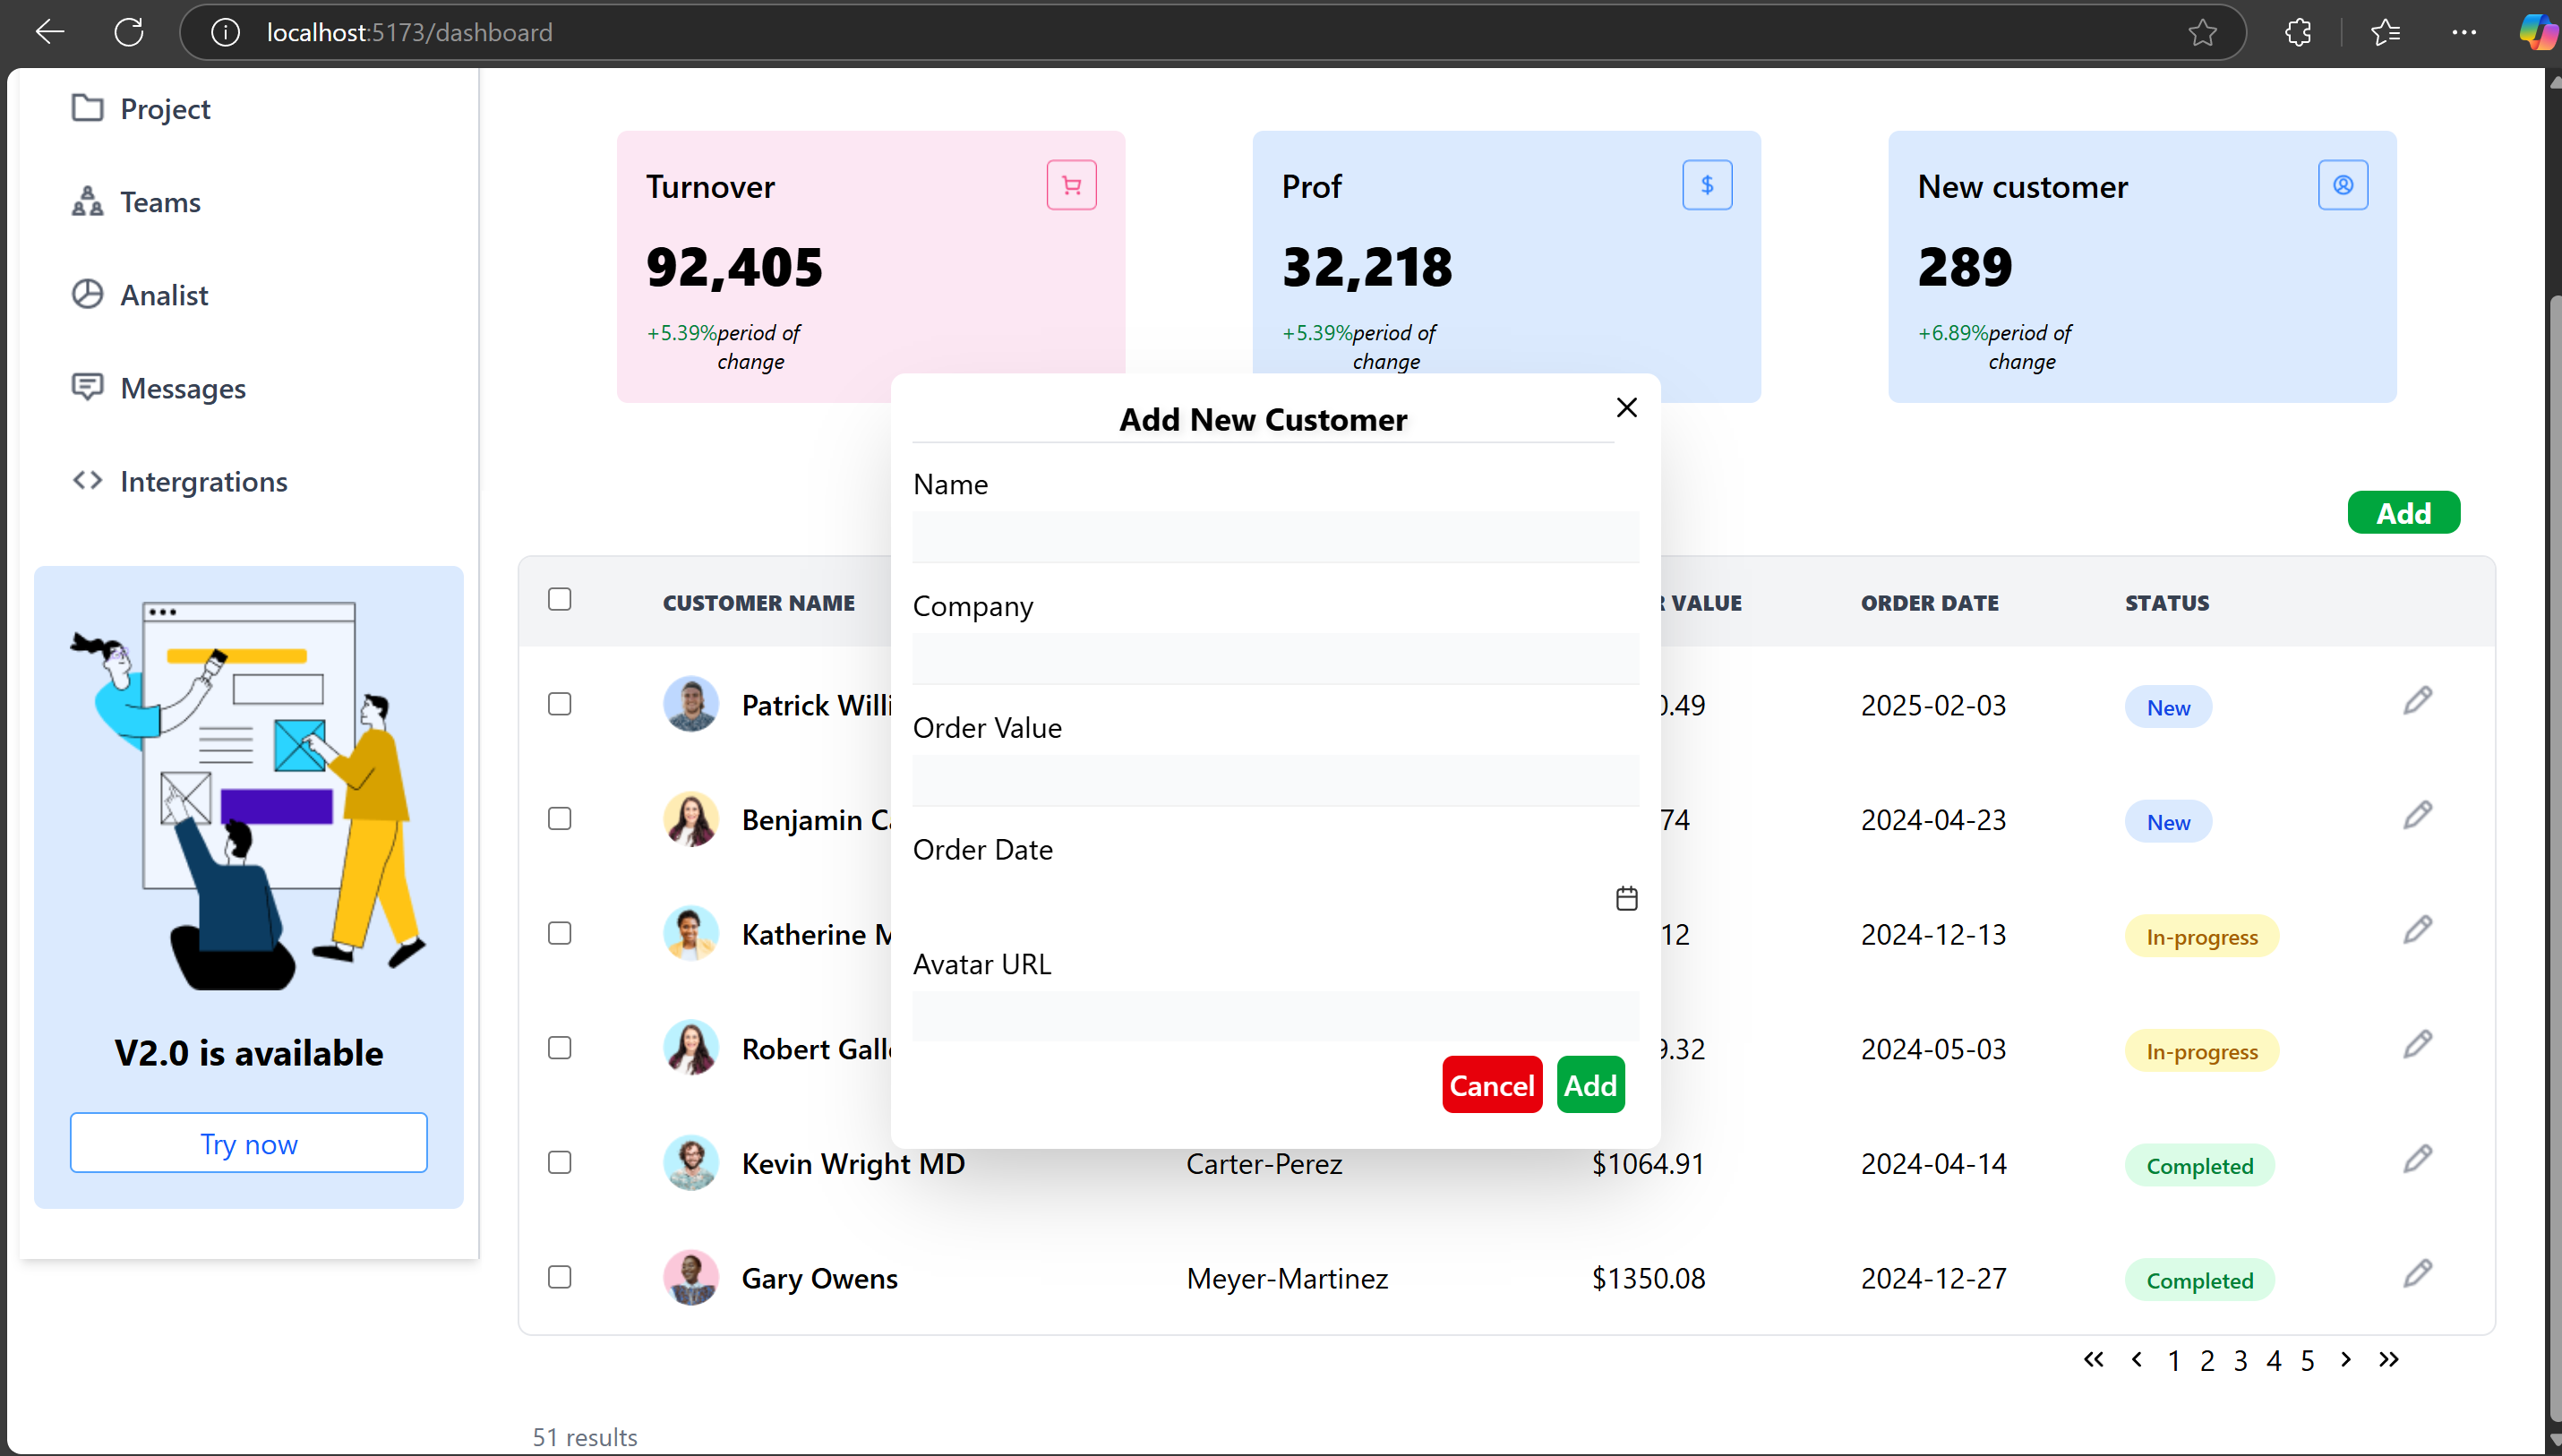 localhost:5173/dashboard
Project
Teams
Analist
Messages
Intergrations
V2.0 is available
Try now
Turnover
92,405
+5.39% period of
change
Prof
32,218
+5.39% period of
change
New customer
289
+6.89% period of
change
Add
Add New Customer
Name
Company
Order Value
Order Date
Avatar URL
Cancel Add
CUSTOMER NAME VALUE ORDER DATE STATUS
Patrick 0.49 2025-02-03 New
Benjamin 74 2024-04-23 New
Katherine 12 2024-12-13 In-progress
Robert 9.32 2024-05-03 In-progress
Kevin Wright MD Carter-Perez $1064.91 2024-04-14 Completed
Gary Owens Meyer-Martinez $1350.08 2024-12-27 Completed
« ‹ 1 2 3 4 5 › »
51 results